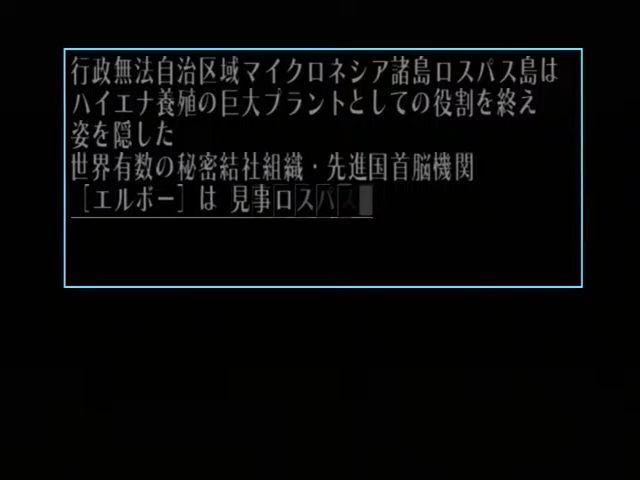 行政無法自治区域マイクロネシア諸島ロスパス島は
ハイエナ養殖の巨大プラントとしての役割を終え
姿を隠した
世界有数の秘密結社組織・先進国首脳機関
［エルボー］は 見事ロスパス